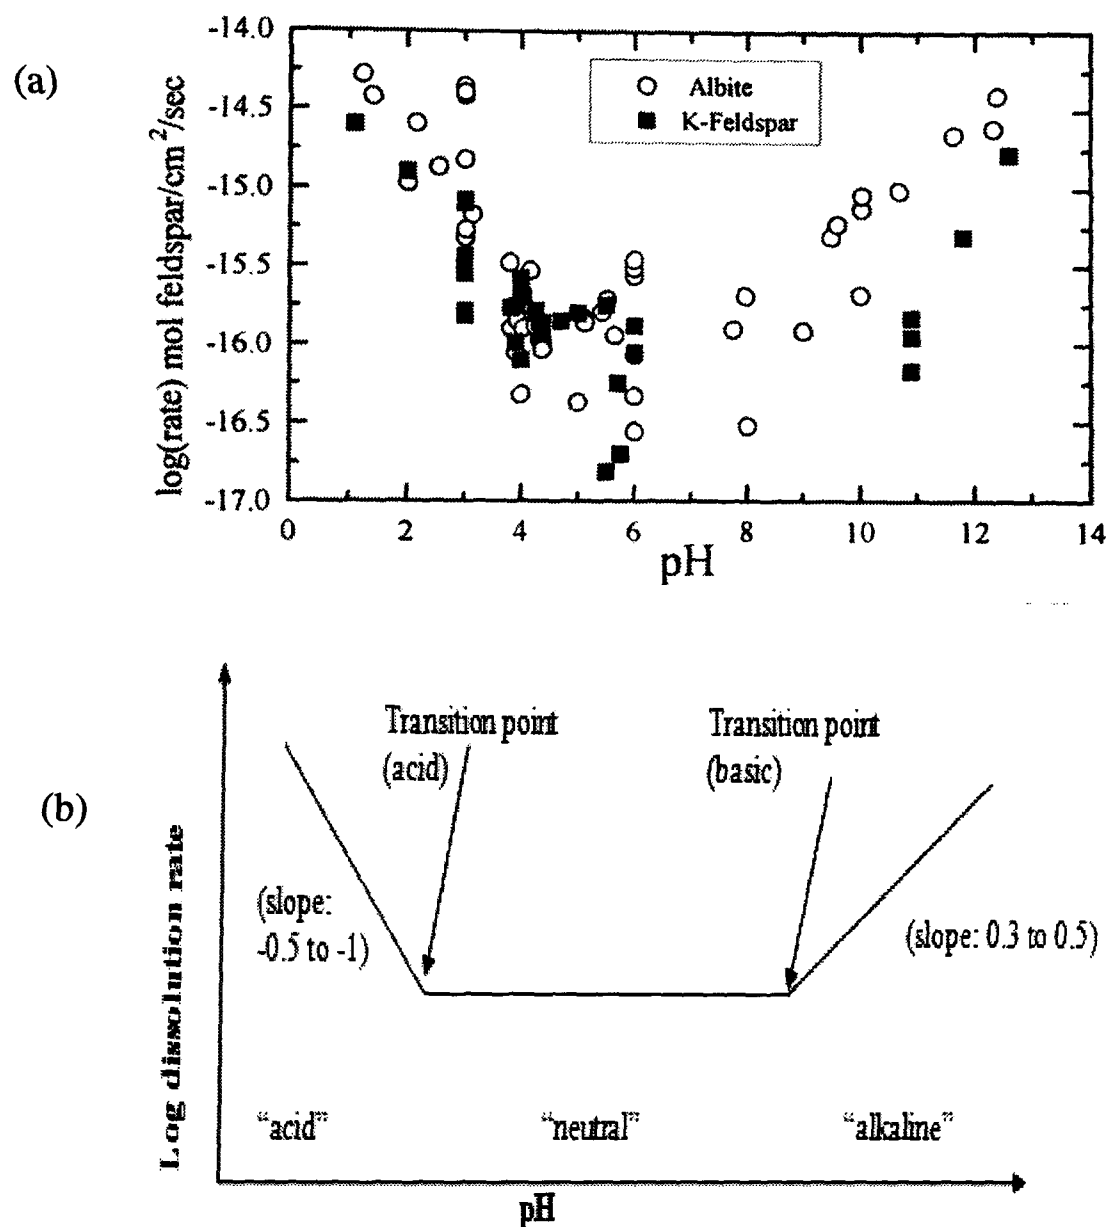 (a)
log(rate) mol feldspar/cm²/sec
-14.0
-14.5
-15.0
-15.5
-16.0
-16.5
-17.0
Albite
K-Feldspar
0 2 4 6 8 10 12 14
pH
(b)
Log dissolution rate
Transition point
(acid)
Transition point
(basic)
(slope:
-0.5 to -1)
(slope: 0.3 to 0.5)
“acid” “neutral” “alkaline”
pH